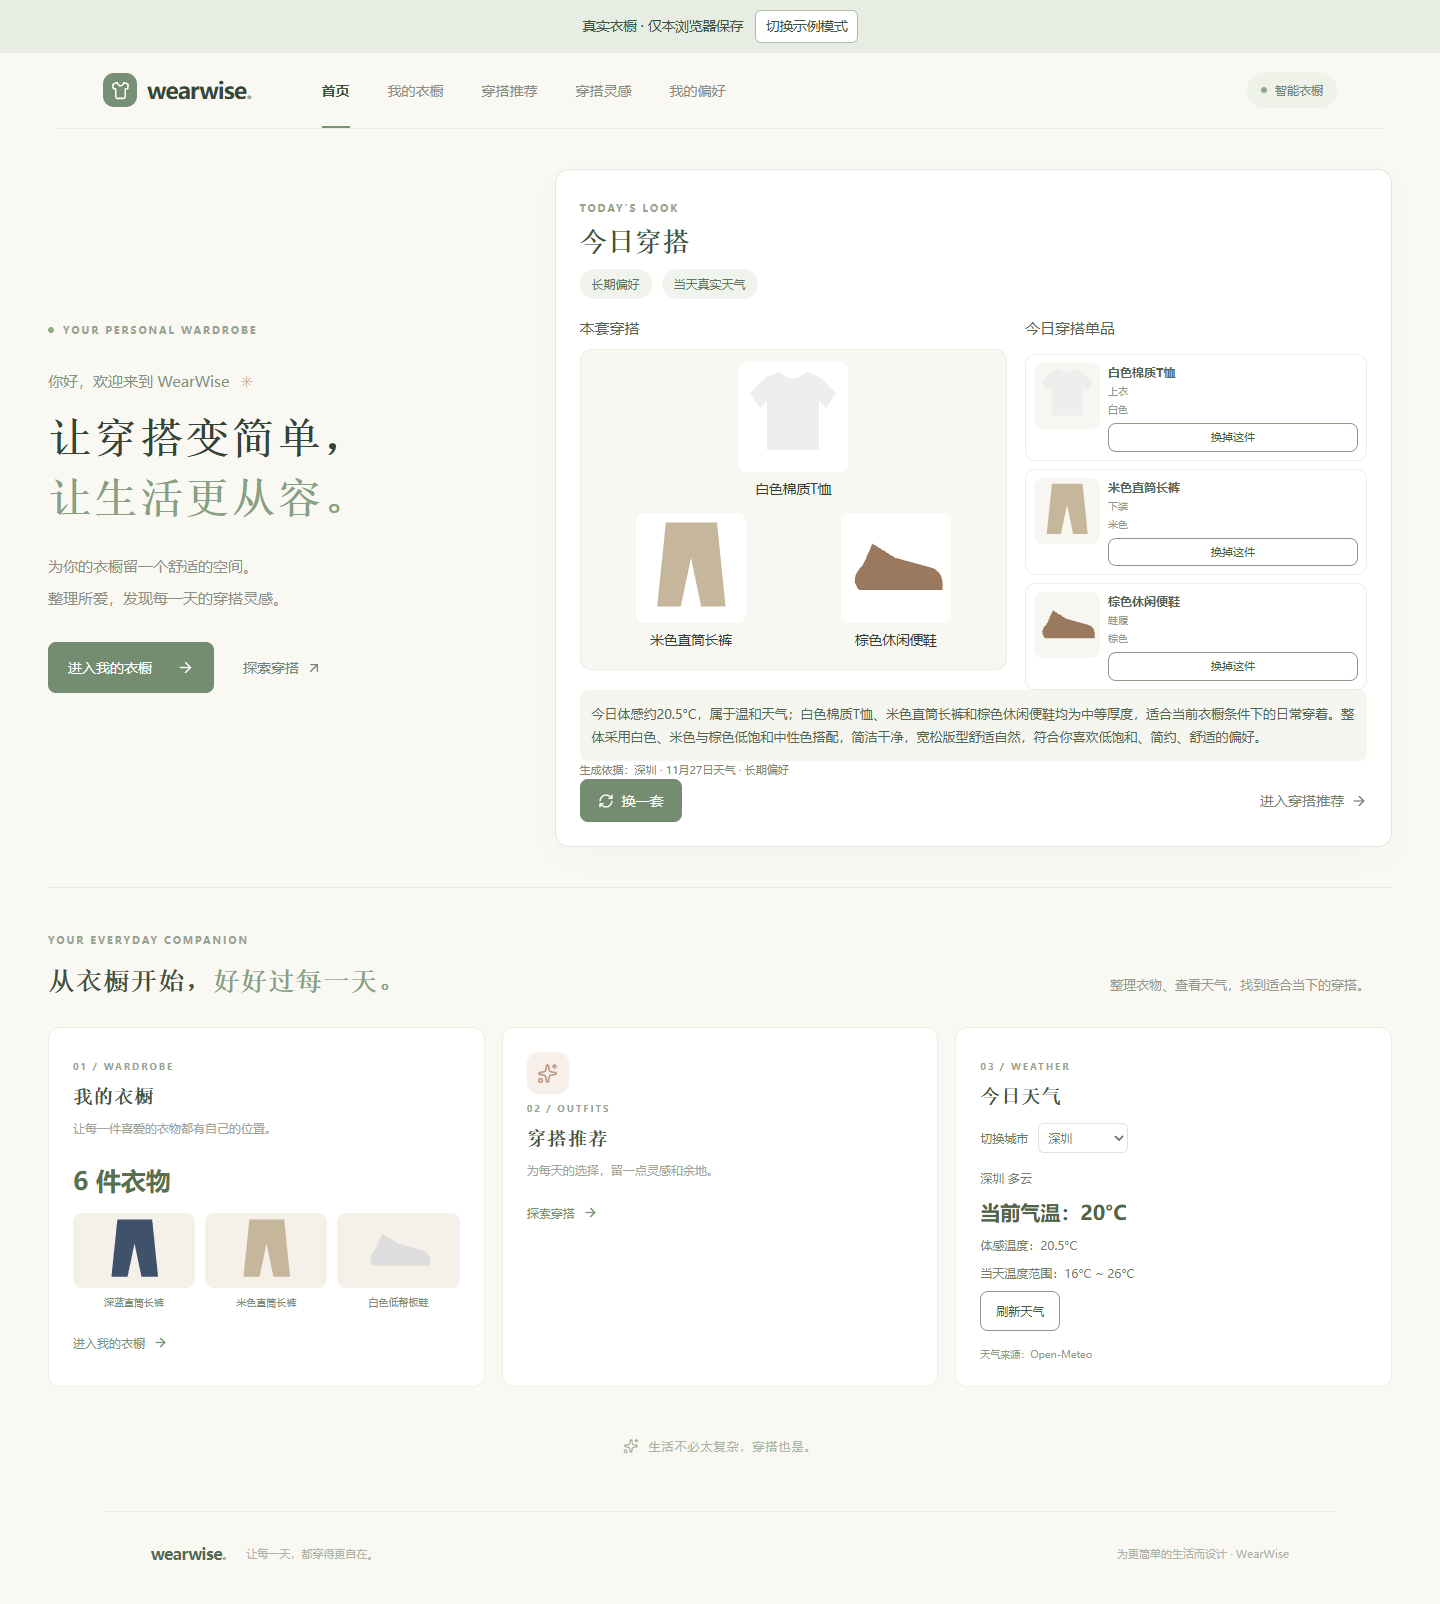 真实衣橱 · 仅本浏览器保存 切换示例模式
wearwise. 首页 我的衣橱 穿搭推荐 穿搭灵感 我的偏好 智能衣橱
YOUR PERSONAL WARDROBE
你好，欢迎来到 WearWise
让穿搭变简单，
让生活更从容。
为你的衣橱留一个舒适的空间。
整理所爱，发现每一天的穿搭灵感。
进入我的衣橱 探索穿搭
TODAY'S LOOK
今日穿搭
长期偏好 当天真实天气
本套穿搭
白色棉质T恤
米色直筒长裤 棕色休闲便鞋
今日穿搭单品
白色棉质T恤
上衣
白色
换掉这件
米色直筒长裤
下装
米色
换掉这件
棕色休闲便鞋
鞋履
棕色
换掉这件
今日体感约20.5°C，属于温和天气；白色棉质T恤、米色直筒长裤和棕色休闲便鞋均为中等厚度，适合当前衣橱条件下的日常穿着。整
体采用白色、米色与棕色低饱和中性色搭配，简洁干净，宽松版型舒适自然，符合你喜欢低饱和、简约、舒适的偏好。
生成依据：深圳 · 11月27日天气 · 长期偏好
换一套 进入穿搭推荐
YOUR EVERYDAY COMPANION
从衣橱开始，好好过每一天。
整理衣物、查看天气，找到适合当下的穿搭。
01 / WARDROBE
我的衣橱
让每一件喜爱的衣物都有自己的位置。
6 件衣物
深蓝直筒长裤 米色直筒长裤 白色低帮板鞋
进入我的衣橱
02 / OUTFITS
穿搭推荐
为每天的选择，留一点灵感和余地。
探索穿搭
03 / WEATHER
今日天气
切换城市 深圳
深圳 多云
当前气温：20°C
体感温度：20.5°C
当天温度范围：16°C ~ 26°C
刷新天气
天气来源：Open-Meteo
生活不必太复杂，穿搭也是。
wearwise. 让每一天，都穿得更自在。
为更简单的生活而设计 · WearWise